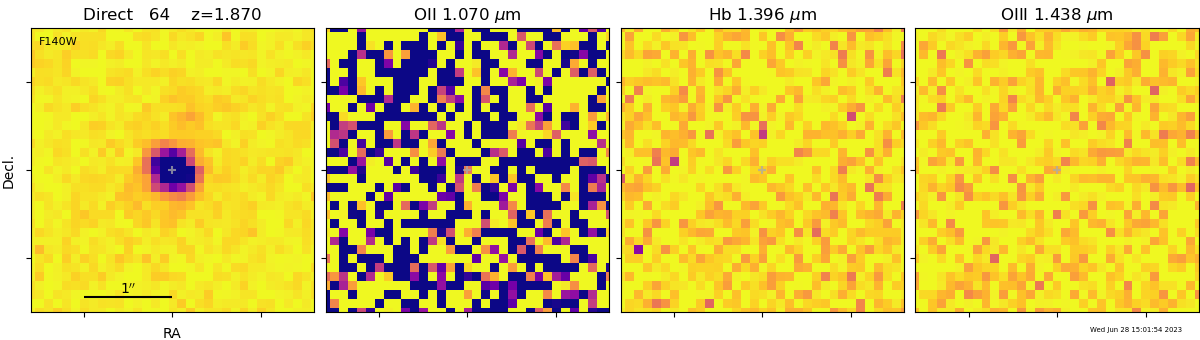 Direct 64 z=1.870
OII 1.070 μm
Hb 1.396 μm
OIII 1.438 μm
F140W
Decl.
1″
RA
Wed Jun 28 15:01:54 2023